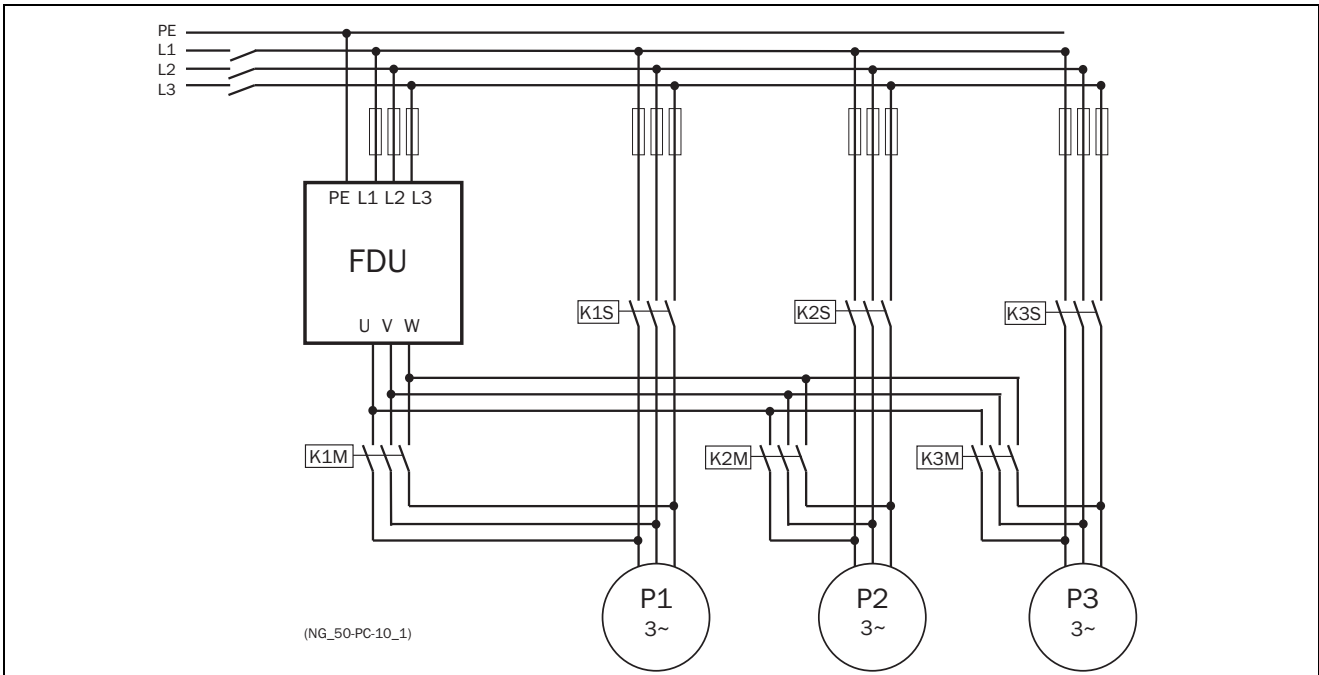 PE
L1
L2
L3
PE L1 L2 L3
FDU
U V W
K1S
K2S
K3S
K1M
K2M
K3M
P1
3~
P2
3~
P3
3~
(NG_50-PC-10_1)